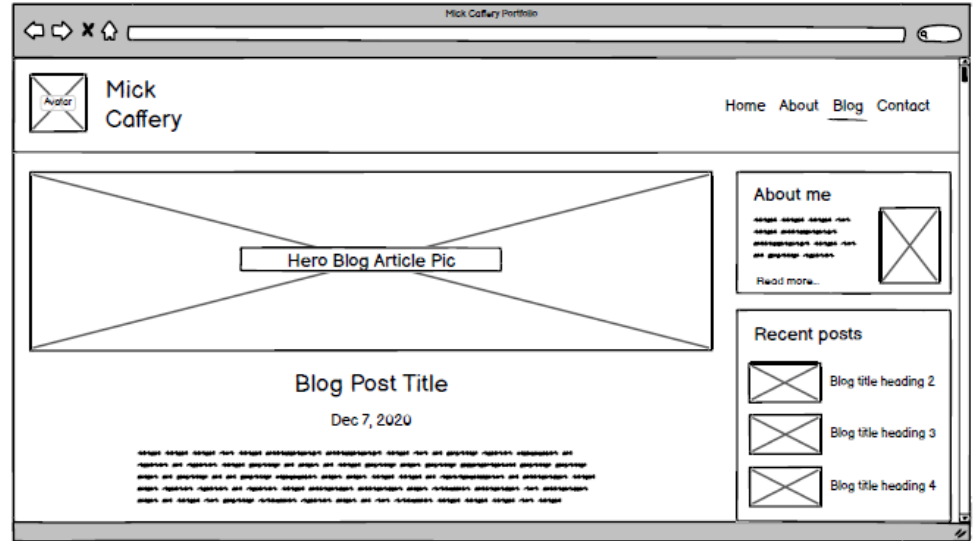 Mick Caffery Portfolio
Avatar
Mick
Caffery
Home About Blog Contact
Hero Blog Article Pic
Blog Post Title
Dec 7, 2020
About me
Read more...
Recent posts
Blog title heading 2
Blog title heading 3
Blog title heading 4